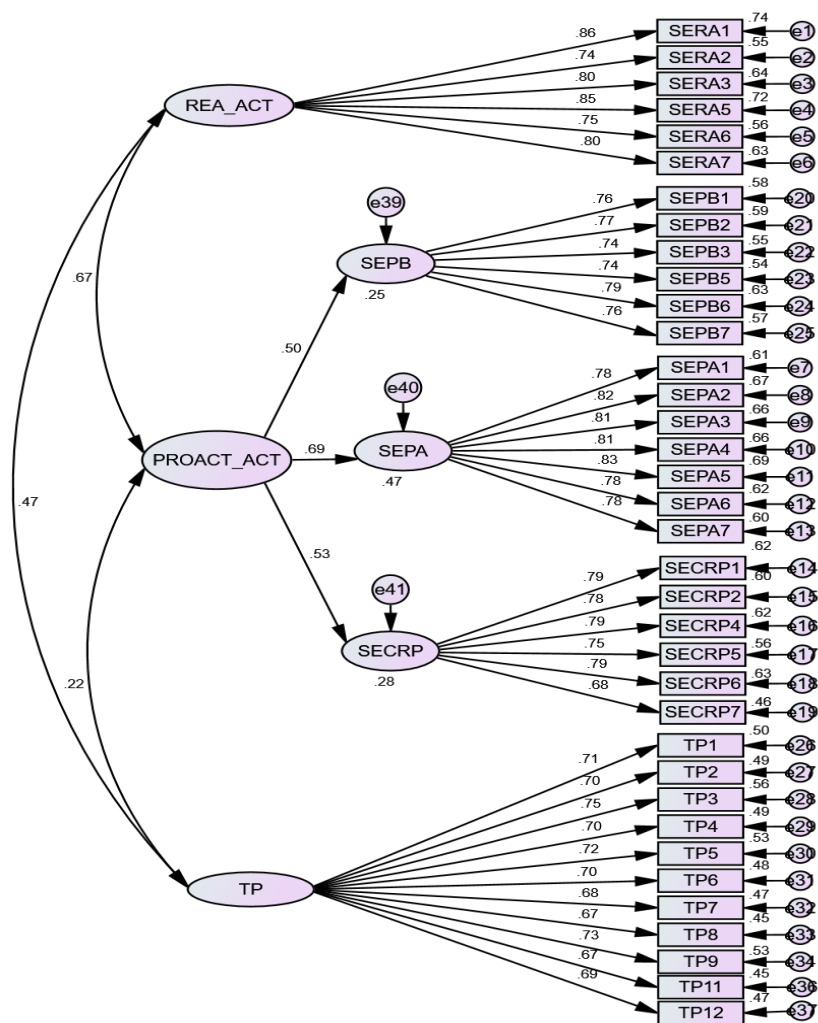 .74
.86 SERA1 e1
.55
.74 SERA2 e2
.64
.80 SERA3 e3
.72
REA_ACT .85 SERA5 e4
.56
.75 SERA6 e5
.63
.80 SERA7 e6
.58
.76 SEPB1 e20
e39 .59
.77 SEPB2 e21
.55
.74 SEPB3 e22
.54
SEPB .74 SEPB5 e23
.63
.67 .25 .79 SEPB6 e24
.57
.76 SEPB7 e25
.50
.61
.78 SEPA1 e7
e40 .67
.82 SEPA2 e8
.66
.81 SEPA3 e9
.66
PROACT_ACT .69 SEPA .81 SEPA4 e10
.69
.47 .83 SEPA5 e11
.62
.78 SEPA6 e12
.60
.47 .78 SEPA7 e13
.53
.62
.79 SECRP1 e14
e41 .60
.78 SECRP2 e15
.62
.79 SECRP4 e16
.56
SECRP .75 SECRP5 e17
.63
.22 .28 .79 SECRP6 e18
.46
.68 SECRP7 e19
.50
.71 TP1 e26
.49
.70 TP2 e27
.56
.75 TP3 e28
.49
.70 TP4 e29
.53
.72 TP5 e30
.48
TP .70 TP6 e31
.47
.68 TP7 e32
.45
.67 TP8 e33
.53
.73 TP9 e34
.45
.67 TP11 e36
.47
.69 TP12 e37